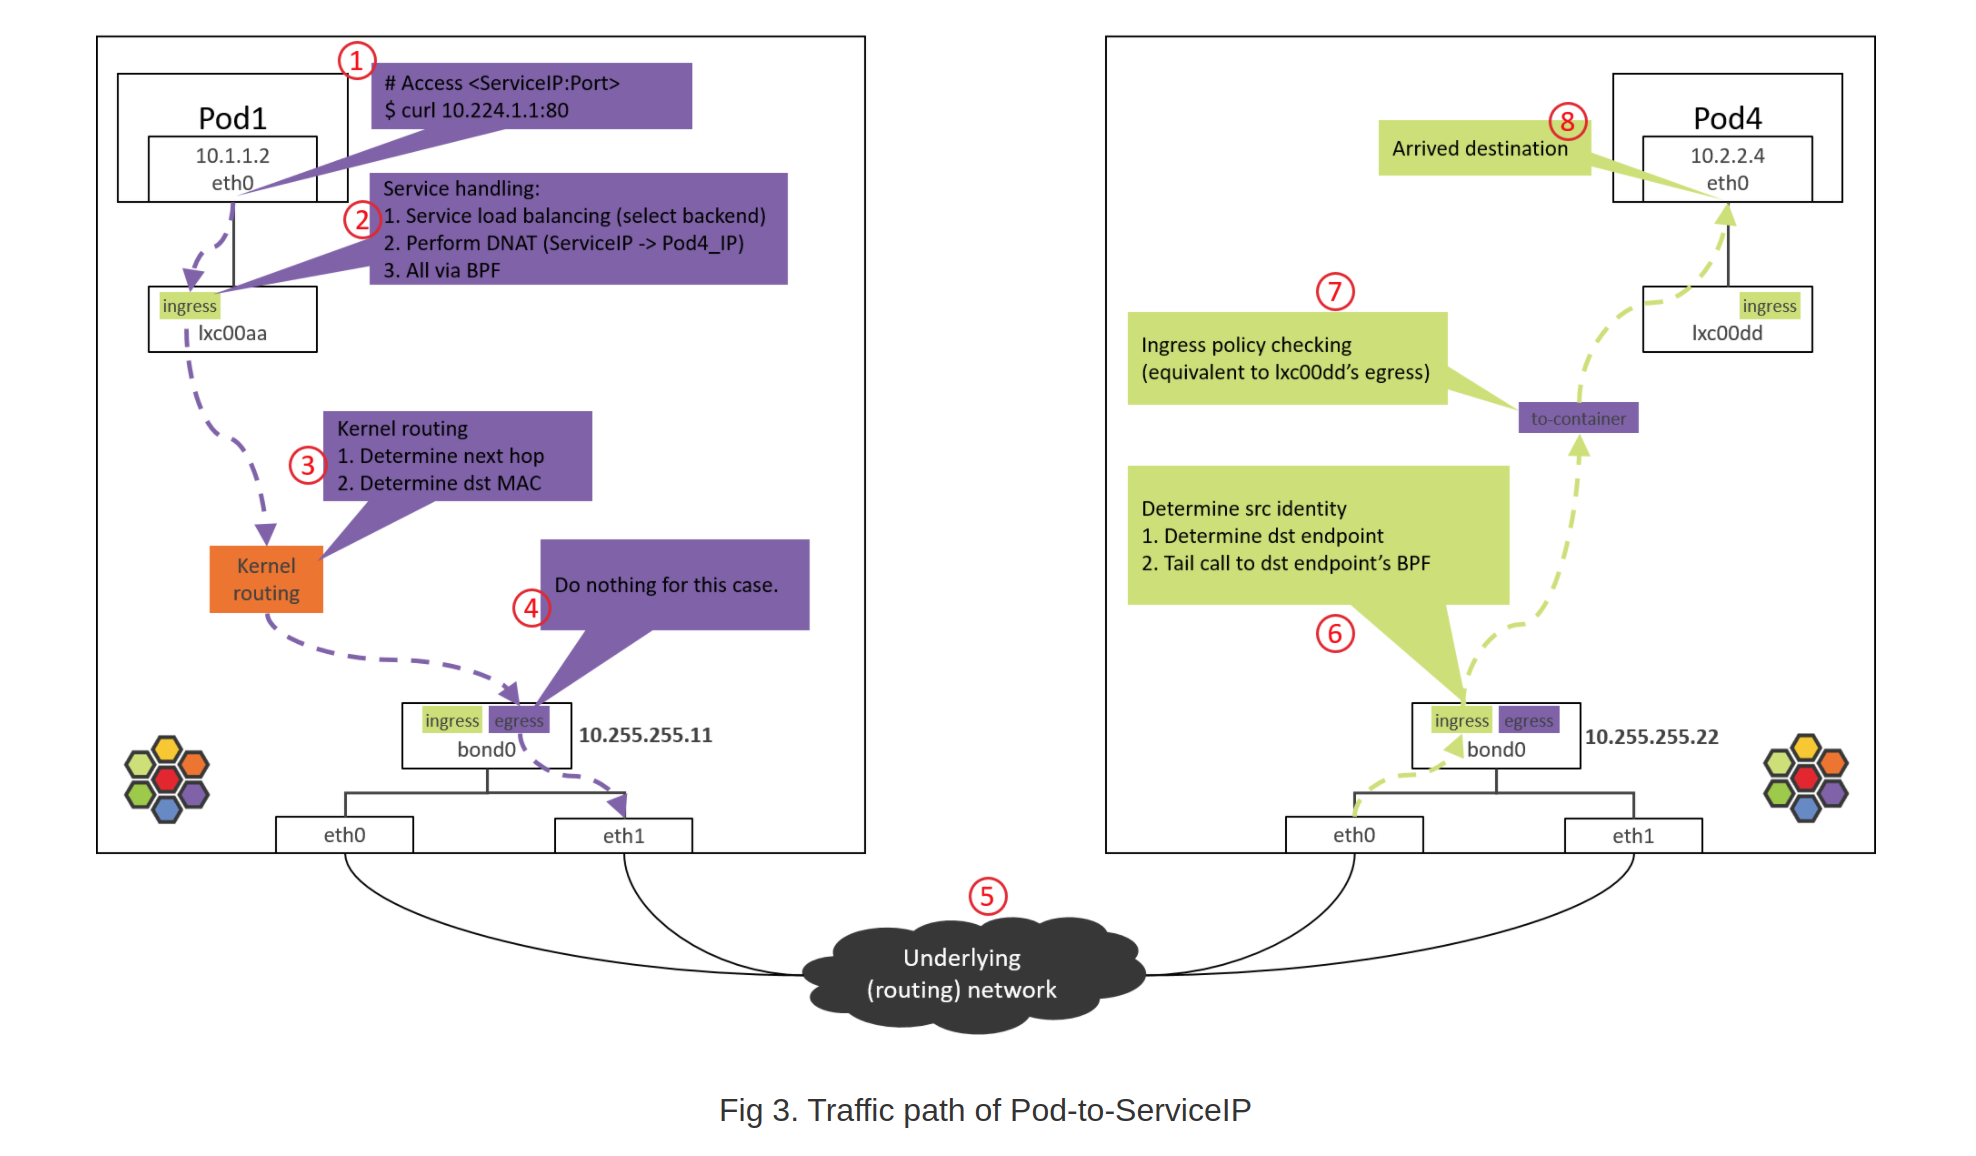 ①
# Access <ServiceIP:Port>
$ curl 10.224.1.1:80
Pod1
10.1.1.2
eth0
②
Service handling:
1. Service load balancing (select backend)
2. Perform DNAT (ServiceIP -> Pod4_IP)
3. All via BPF
ingress
lxc00aa
③
Kernel routing
1. Determine next hop
2. Determine dst MAC
Kernel
routing
④
Do nothing for this case.
ingress egress
bond0
10.255.255.11
eth0
eth1
⑤
Underlying
(routing) network
⑧
Arrived destination
Pod4
10.2.2.4
eth0
ingress
lxc00dd
⑦
Ingress policy checking
(equivalent to lxc00dd’s egress)
to-container
Determine src identity
1. Determine dst endpoint
2. Tail call to dst endpoint’s BPF
⑥
ingress egress
bond0
10.255.255.22
eth0
eth1
Fig 3. Traffic path of Pod-to-ServiceIP